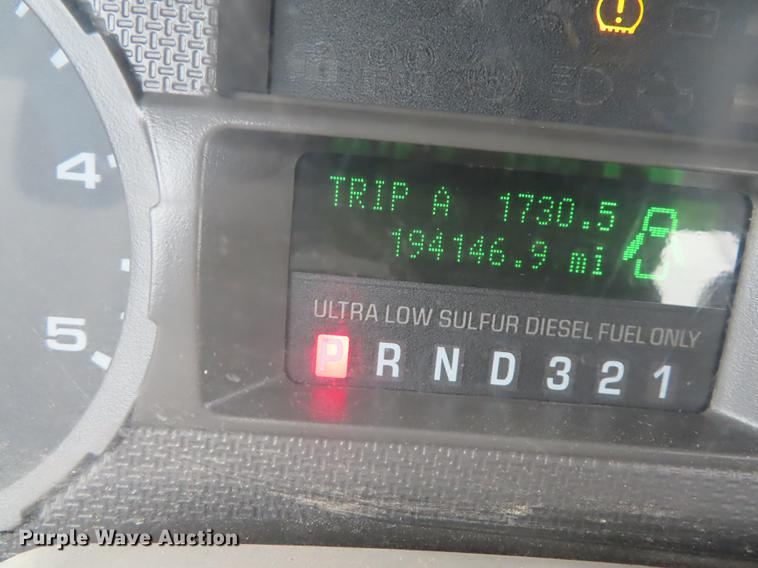 4
TRIP A 1730.5
194146.9 mi
5
ULTRA LOW SULFUR DIESEL FUEL ONLY
P R N D 3 2 1
Purple Wave Auction